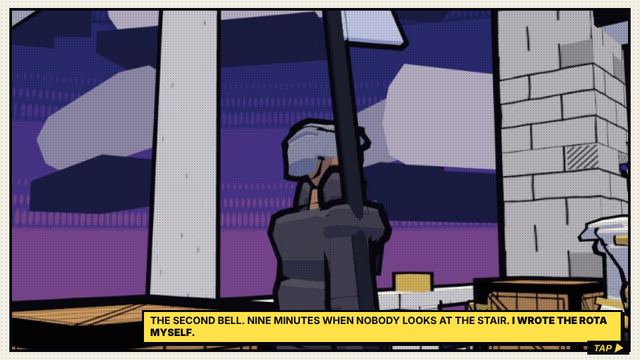 THE SECOND BELL. NINE MINUTES WHEN NOBODY LOOKS AT THE STAIR. I WROTE THE ROTA
MYSELF.
TAP